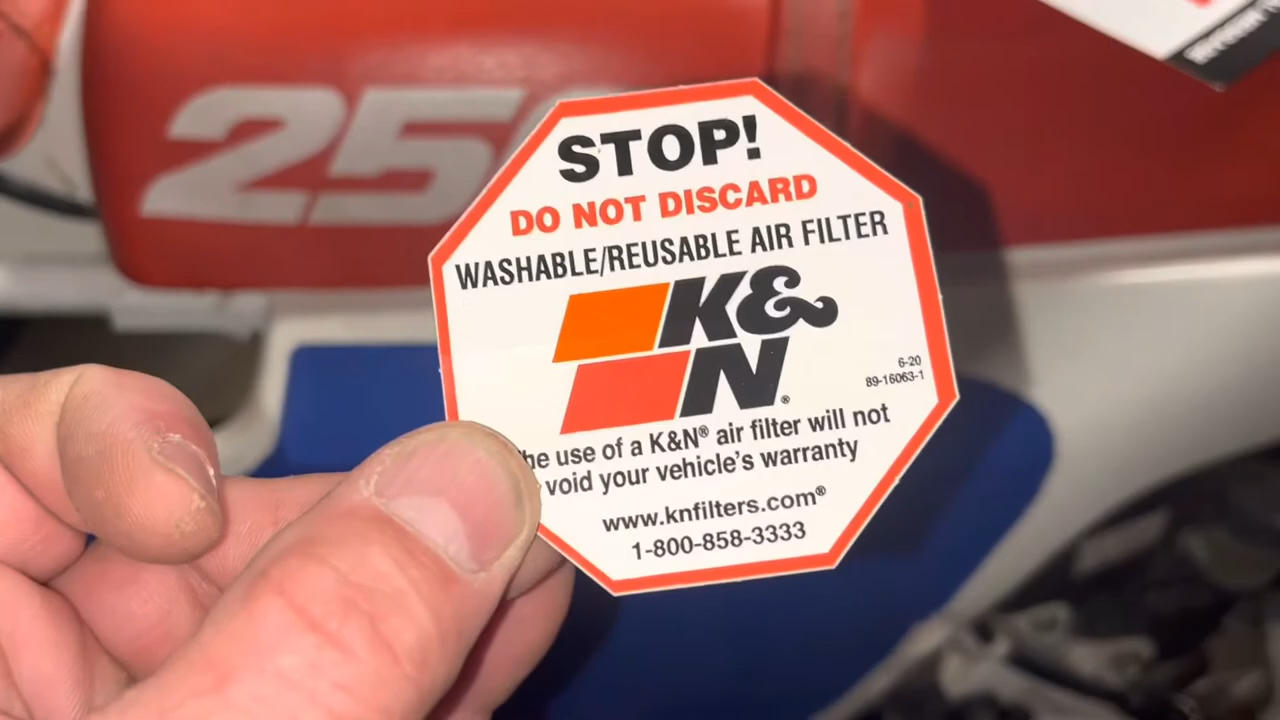 25
STOP!
DO NOT DISCARD
WASHABLE/REUSABLE AIR FILTER
K&
N®
6-20
89-16063-1
he use of a K&N® air filter will not
void your vehicle's warranty
www.knfilters.com®
1-800-858-3333